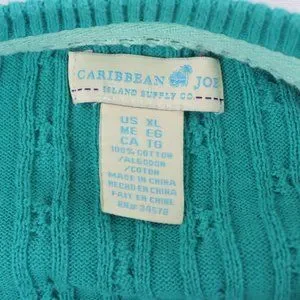 CARIBBEAN JOE
ISLAND SUPPLY CO.
US XL
ME EG
CA TG
100% COTTON
/ALGODON
/COTON
MADE IN CHINA
HECHO EN CHINA
FAIT EN CHINE